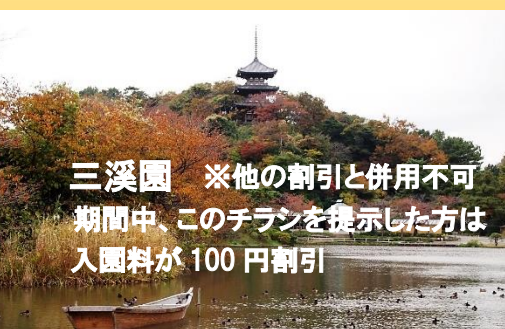 三溪園　※他の割引と併用不可
期間中、このチラシを提示した方は
入園料が100円割引